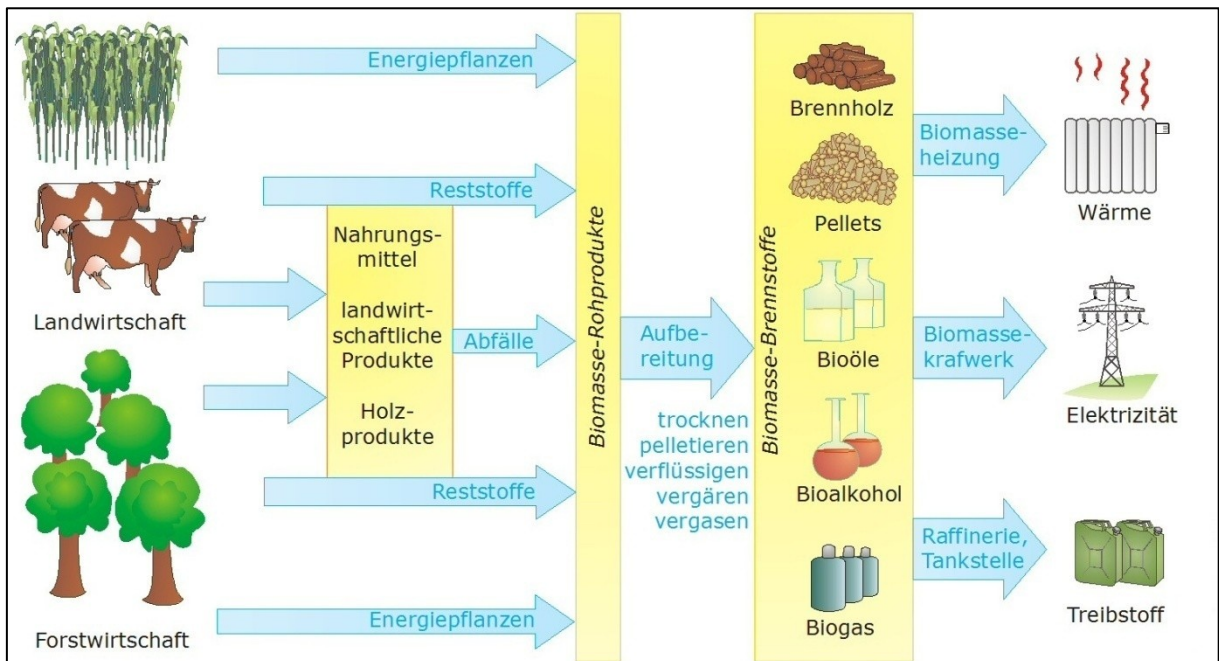 Energiepflanzen
Reststoffe
Landwirtschaft
Nahrungs-
mittel
landwirt-
schaftliche
Produkte
Holz-
produkte
Abfälle
Reststoffe
Energiepflanzen
Forstwirtschaft
Biomasse-Rohprodukte
Aufbe-
reitung
trocknen
pelletieren
verflüssigen
vergären
vergasen
Biomasse-Brennstoffe
Brennholz
Pellets
Bioöle
Bioalkohol
Biogas
Biomasse-
heizung
Wärme
Biomasse-
krafwerk
Elektrizität
Raffinerie,
Tankstelle
Treibstoff